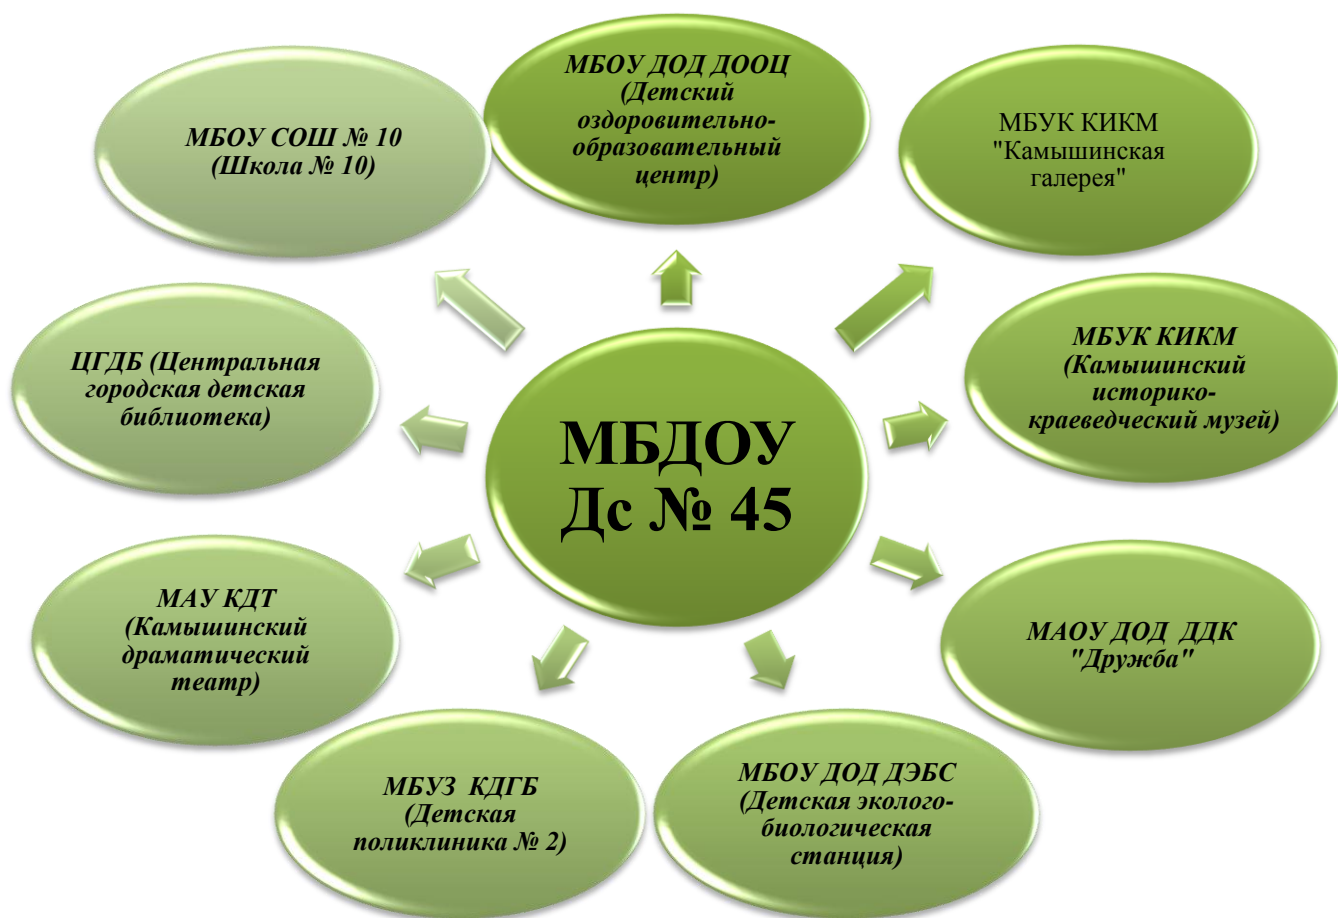 МБОУ ДОД ДООЦ
(Детский
оздоровительно-
образовательный
центр)
МБУК КИКМ
"Камышинская
галерея"
МБУК КИКМ
(Камышинский
историко-
краеведческий музей)
МАОУ ДОД ДДК
"Дружба"
МБОУ ДОД ДЭБС
(Детская эколого-
биологическая
станция)
МБУЗ КДГБ
(Детская
поликлиника № 2)
МАУ КДТ
(Камышинский
драматический
театр)
ЦГДБ (Центральная
городская детская
библиотека)
МБОУ СОШ № 10
(Школа № 10)
МБДОУ
Дс № 45